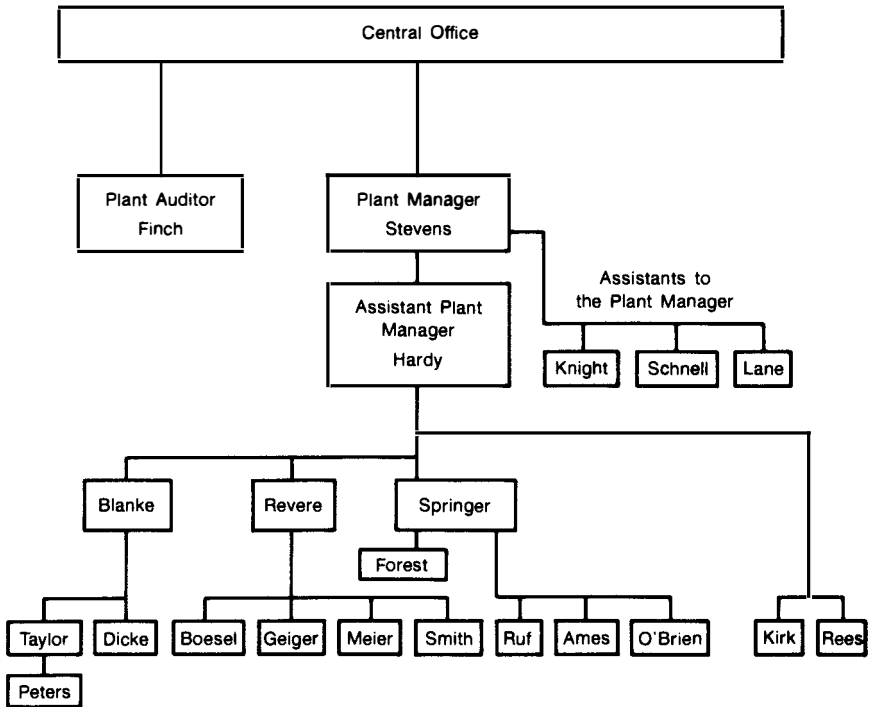 Central Office
Plant Auditor
Finch
Plant Manager
Stevens
Assistants to
the Plant Manager
Assistant Plant
Manager
Hardy
Knight
Schnell
Lane
Blanke
Revere
Springer
Forest
Taylor
Dicke
Boesel
Geiger
Meier
Smith
Ruf
Ames
O'Brien
Kirk
Rees
Peters